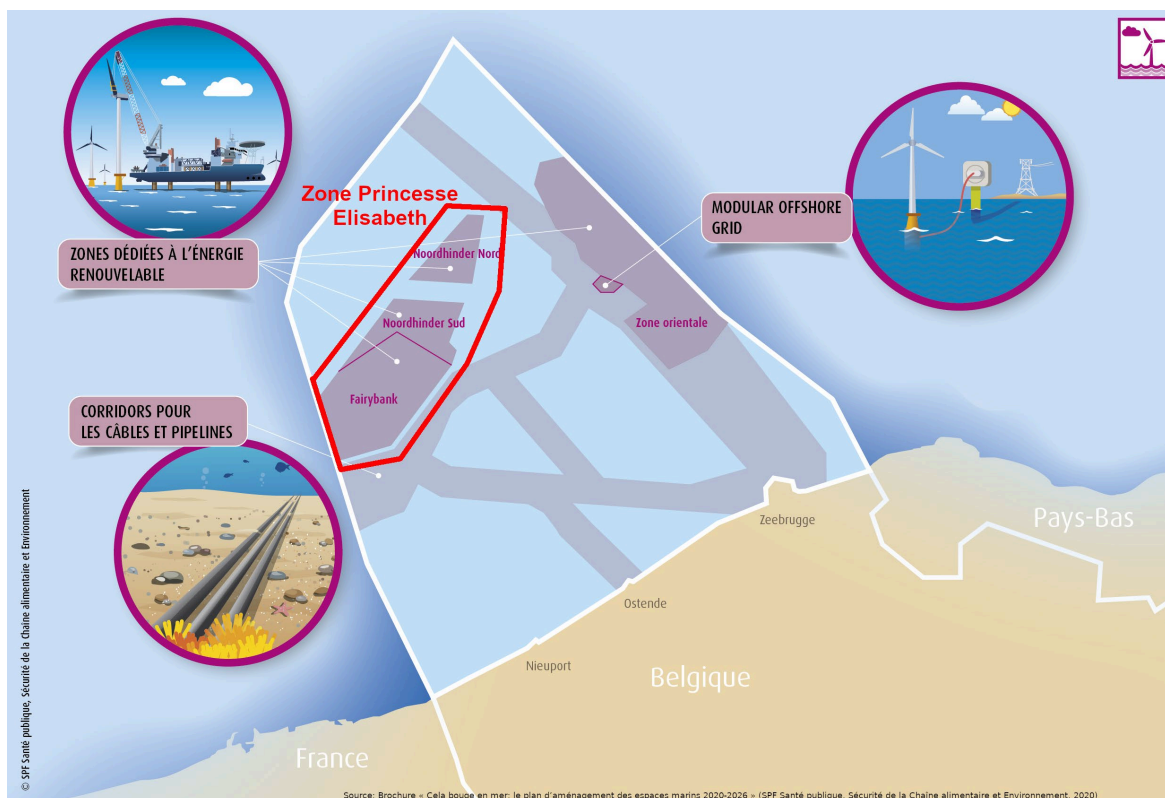 Zone Princesse
Elisabeth
MODULAR OFFSHORE
GRID
ZONES DÉDIÉES À L'ÉNERGIE
RENOUVELABLE
Noordhinder Nord
Noordhinder Sud
Zone orientale
Fairybank
CORRIDORS POUR
LES CÂBLES ET PIPELINES
Zeebrugge
Pays-Bas
Ostende
Nieuport
Belgique
France
© SPF Santé publique, Sécurité de la chaîne alimentaire et Environnement
Source: Brochure « Cela bouge en mer: le plan d'aménagement des espaces marins 2020-2026 » (SPF Santé publique, Sécurité de la Chaîne alimentaire et Environnement, 2020)